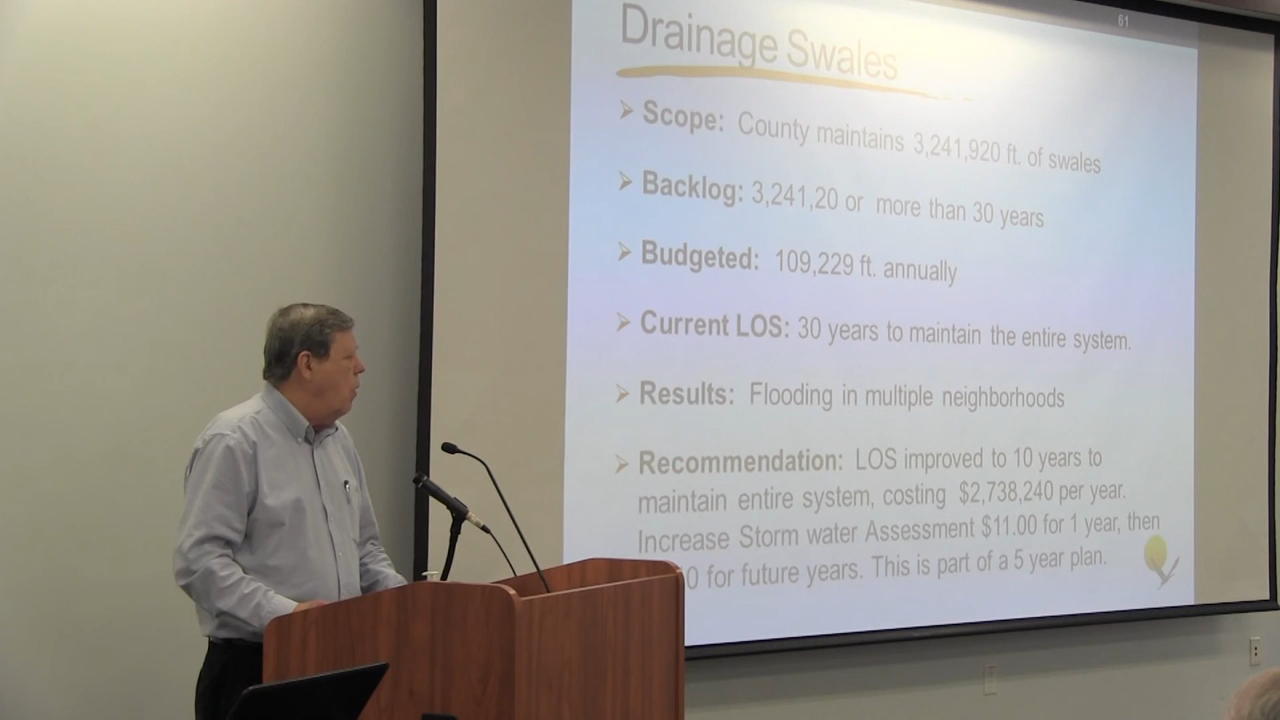 61
Drainage Swales
➢ Scope: County maintains 3,241,920 ft. of swales
➢ Backlog: 3,241,20 or more than 30 years
➢ Budgeted: 109,229 ft. annually
➢ Current LOS: 30 years to maintain the entire system.
➢ Results: Flooding in multiple neighborhoods
➢ Recommendation: LOS improved to 10 years to
maintain entire system, costing $2,738,240 per year.
Increase Storm water Assessment $11.00 for 1 year, then
for future years. This is part of a 5 year plan.